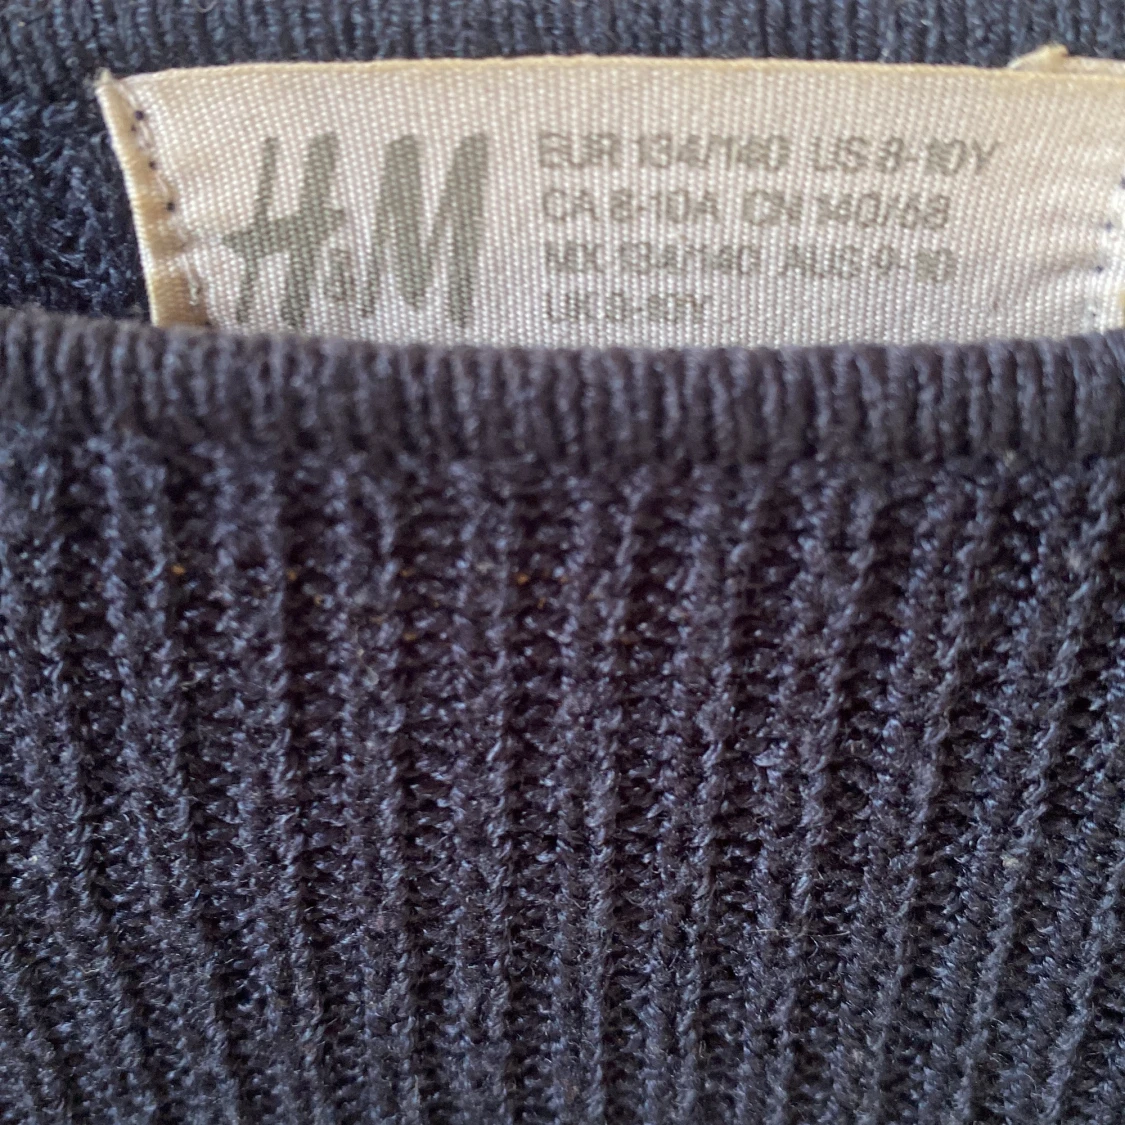 H&M
EUR 134/140 US 8-10Y
CA 8-10A CN 140/68
MX 134/140 AUS 9-10
UK 8-10Y